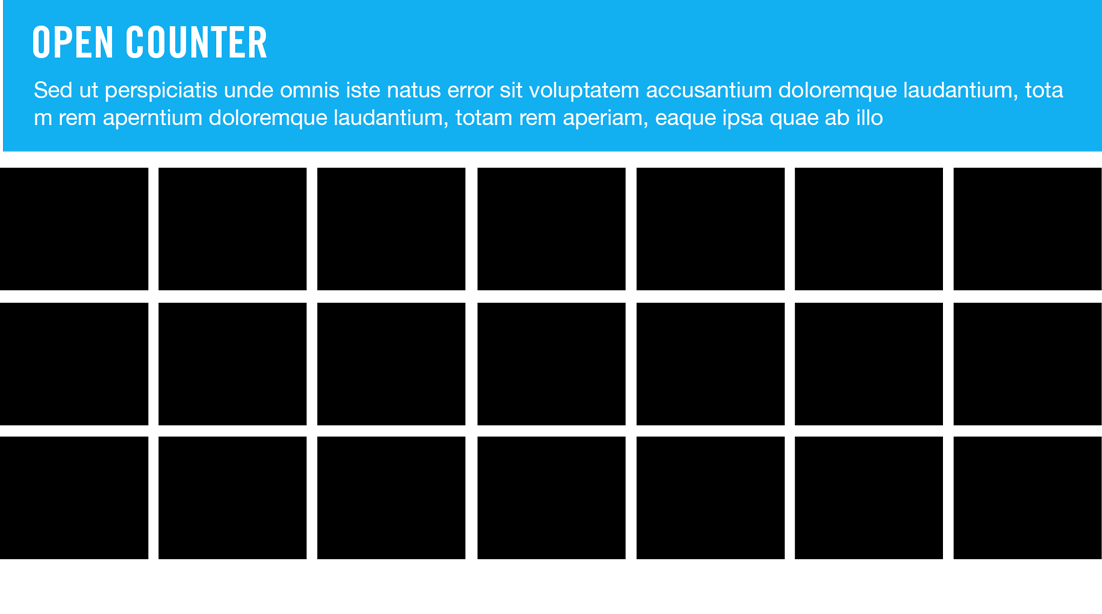 OPEN COUNTER
Sed ut perspiciatis unde omnis iste natus error sit voluptatem accusantium doloremque laudantium, tota
m rem aperntium doloremque laudantium, totam rem aperiam, eaque ipsa quae ab illo